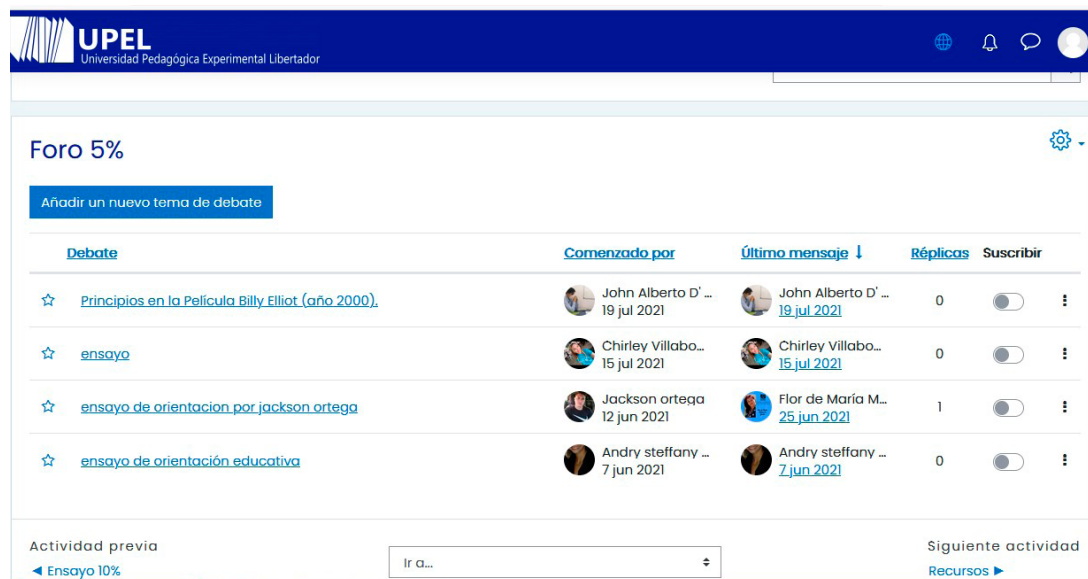 UPEL
Universidad Pedagógica Experimental Libertador
Foro 5%
Añadir un nuevo tema de debate
Debate Comenzado por Último mensaje ↓ Réplicas Suscribir
Principios en la Película Billy Elliot (año 2000). John Alberto D' ... John Alberto D' ... 0
19 jul 2021 19 jul 2021
ensayo Chirley Villabo... Chirley Villabo... 0
15 jul 2021 15 jul 2021
ensayo de orientacion por jackson ortega Jackson ortega Flor de María M... 1
12 jun 2021 25 jun 2021
ensayo de orientación educativa Andry steffany ... Andry steffany ... 0
7 jun 2021 7 jun 2021
Actividad previa Siguiente actividad
◄ Ensayo 10% Ir a... Recursos ►